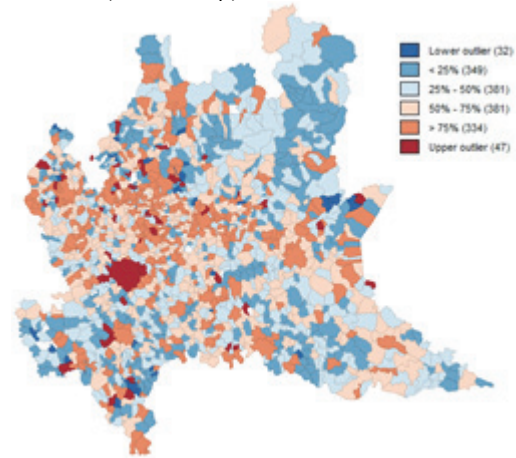 Lower outlier (32)
< 25% (349)
25% - 50% (381)
50% - 75% (381)
> 75% (334)
Upper outlier (47)